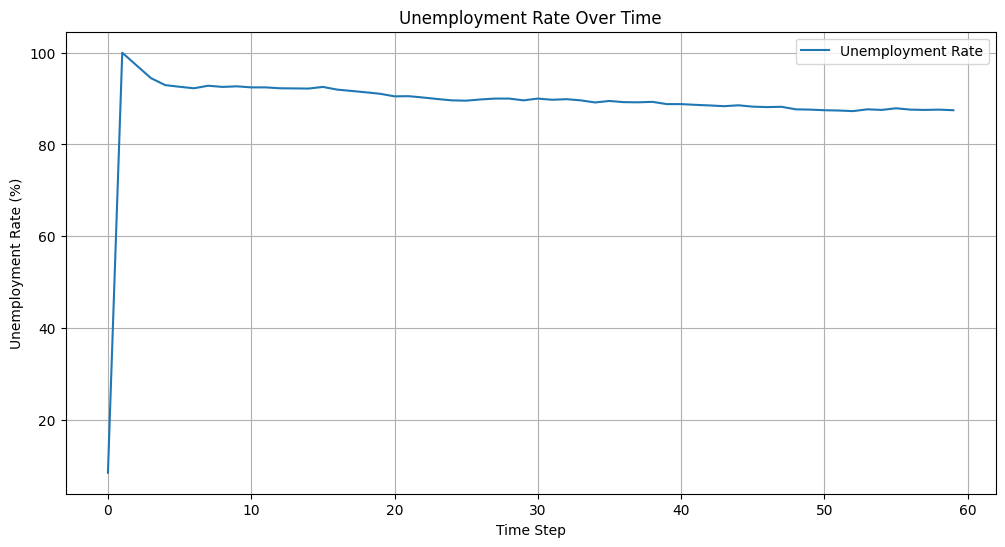 Unemployment Rate Over Time
Unemployment Rate
Unemployment Rate (%)
100
80
60
40
20
0 10 20 30 40 50 60
Time Step